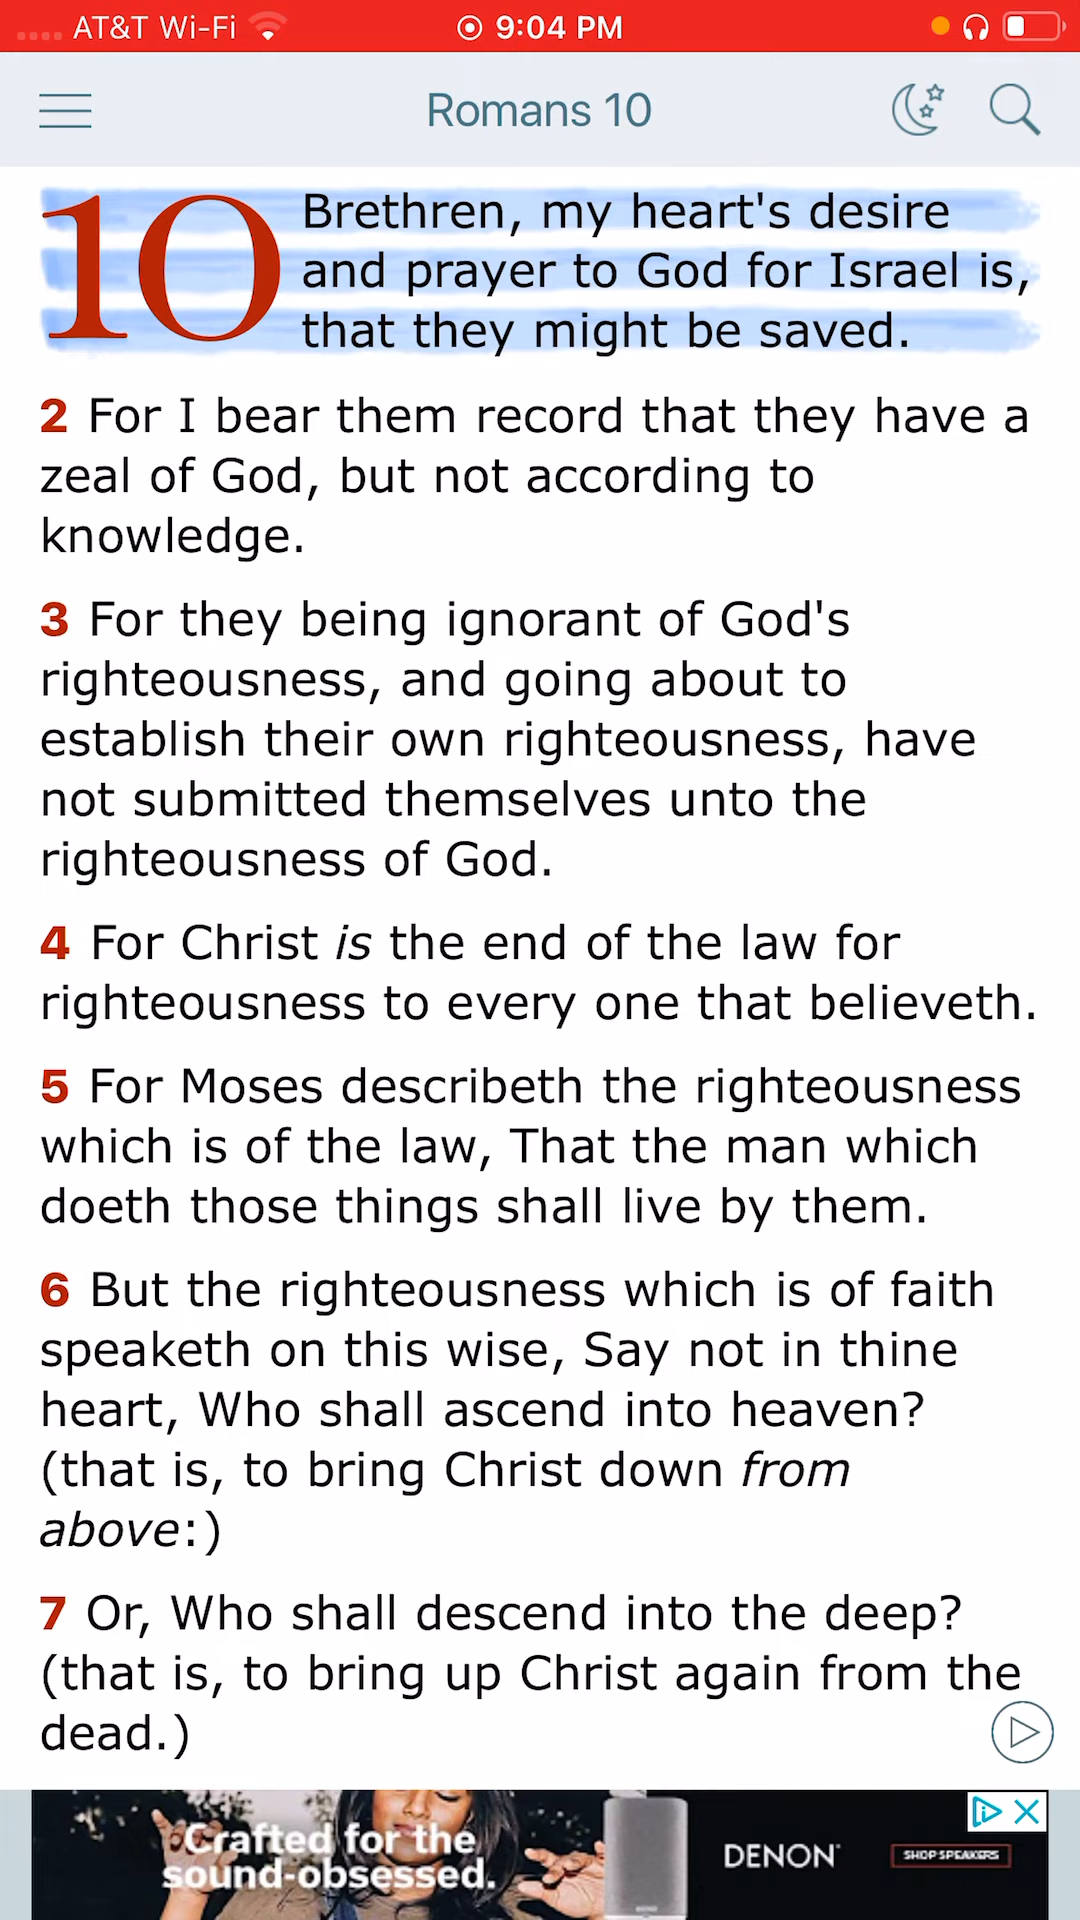 AT&T Wi-Fi 9:04 PM
Romans 10
10 Brethren, my heart's desire
and prayer to God for Israel is,
that they might be saved.
2 For I bear them record that they have a
zeal of God, but not according to
knowledge.
3 For they being ignorant of God's
righteousness, and going about to
establish their own righteousness, have
not submitted themselves unto the
righteousness of God.
4 For Christ is the end of the law for
righteousness to every one that believeth.
5 For Moses describeth the righteousness
which is of the law, That the man which
doeth those things shall live by them.
6 But the righteousness which is of faith
speaketh on this wise, Say not in thine
heart, Who shall ascend into heaven?
(that is, to bring Christ down from
above:)
7 Or, Who shall descend into the deep?
(that is, to bring up Christ again from the
dead.)
Crafted for the
sound-obsessed.
DENON
SHOP SPEAKERS